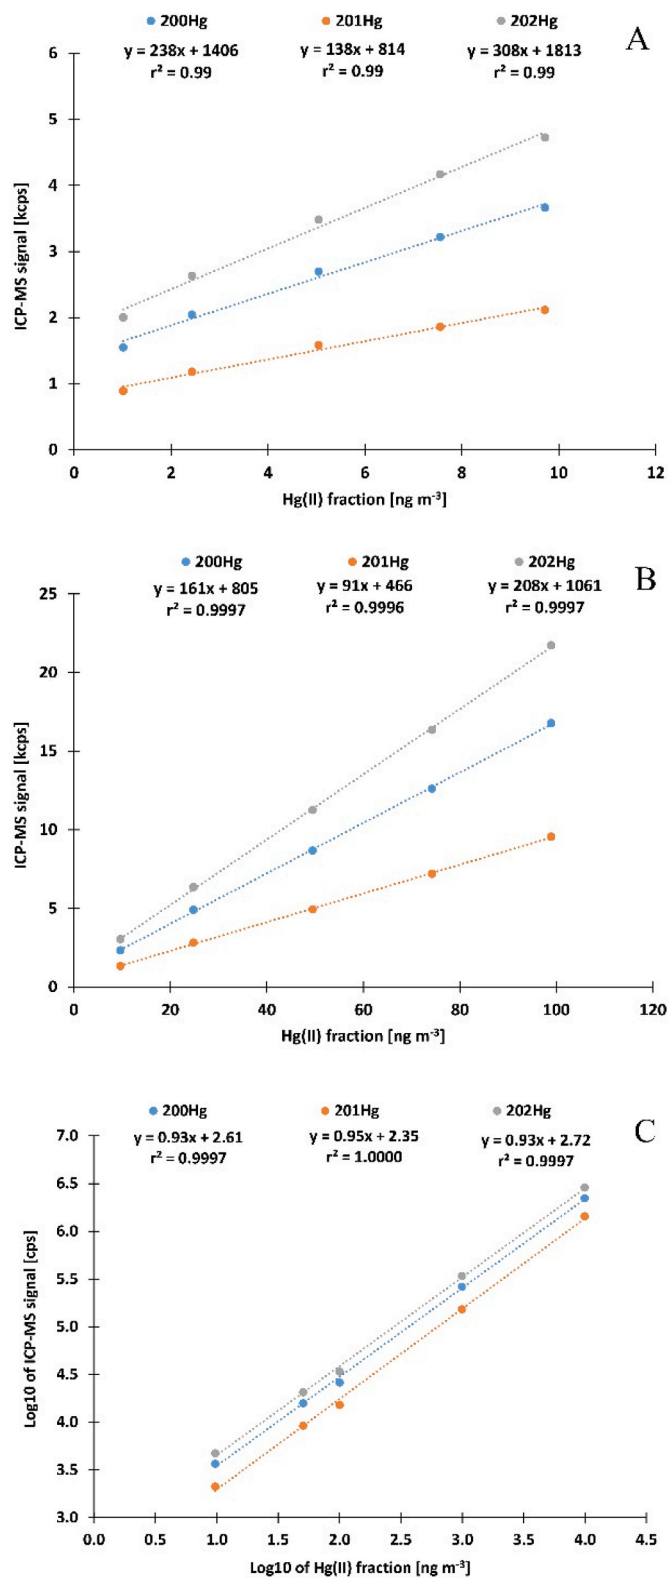 200Hg 201Hg 202Hg A
y = 238x + 1406 y = 138x + 814 y = 308x + 1813
r² = 0.99 r² = 0.99 r² = 0.99
6
5
4
3
2
1
0
ICP-MS signal [kcps]
0 2 4 6 8 10 12
Hg(II) fraction [ng m⁻³]
200Hg 201Hg 202Hg B
y = 161x + 805 y = 91x + 466 y = 208x + 1061
r² = 0.9997 r² = 0.9996 r² = 0.9997
25
20
15
10
5
0
ICP-MS signal [kcps]
0 20 40 60 80 100 120
Hg(II) fraction [ng m⁻³]
200Hg 201Hg 202Hg C
y = 0.93x + 2.61 y = 0.95x + 2.35 y = 0.93x + 2.72
r² = 0.9997 r² = 1.0000 r² = 0.9997
7.0
6.5
6.0
5.5
5.0
4.5
4.0
3.5
3.0
Log10 of ICP-MS signal [cps]
0.0 0.5 1.0 1.5 2.0 2.5 3.0 3.5 4.0 4.5
Log10 of Hg(II) fraction [ng m⁻³]